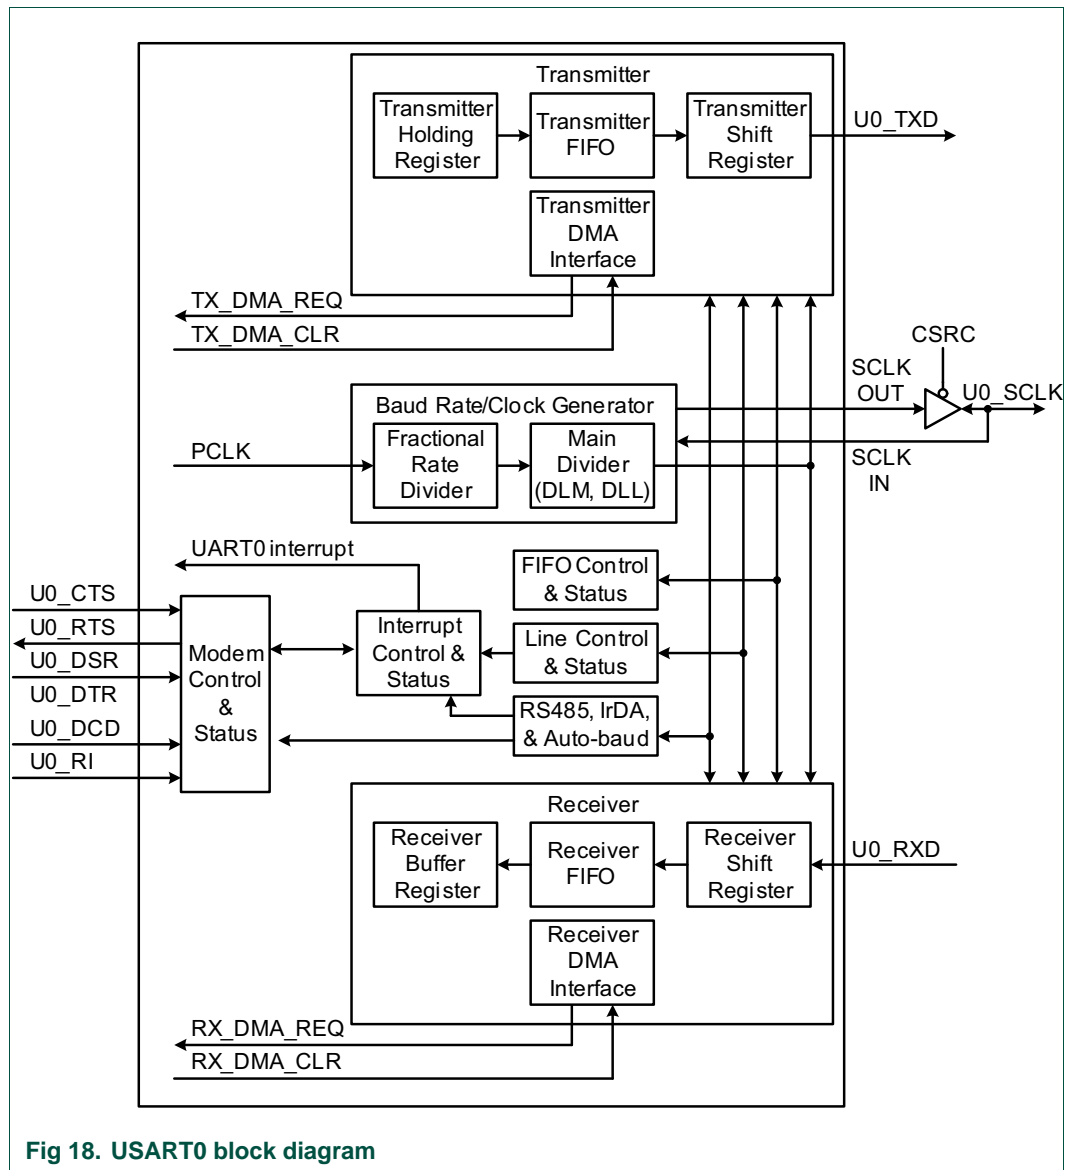 Transmitter
Transmitter
Holding
Register
Transmitter
FIFO
Transmitter
Shift
Register
U0_TXD
Transmitter
DMA
Interface
TX_DMA_REQ
TX_DMA_CLR
CSRC
SCLK
OUT
U0_SCLK
Baud Rate/Clock Generator
PCLK
Fractional
Rate
Divider
Main
Divider
(DLM, DLL)
SCLK
IN
UART0 interrupt
FIFO Control
& Status
U0_CTS
U0_RTS
U0_DSR
U0_DTR
U0_DCD
U0_RI
Modem
Control
&
Status
Interrupt
Control &
Status
Line Control
& Status
RS485, IrDA,
& Auto-baud
Receiver
Receiver
Buffer
Register
Receiver
FIFO
Receiver
Shift
Register
U0_RXD
Receiver
DMA
Interface
RX_DMA_REQ
RX_DMA_CLR
Fig 18. USART0 block diagram